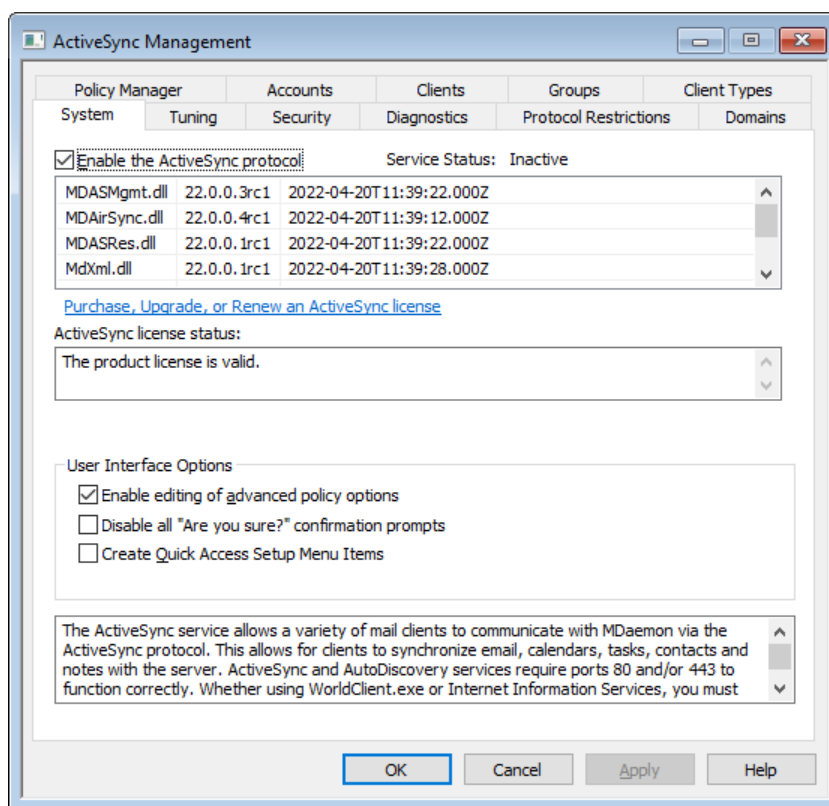 ActiveSync Management
Policy Manager Accounts Clients Groups Client Types
System Tuning Security Diagnostics Protocol Restrictions Domains
Enable the ActiveSync protocol Service Status: Inactive
MDASMgmt.dll 22.0.0.3rc1 2022-04-20T11:39:22.000Z
MDAirSync.dll 22.0.0.4rc1 2022-04-20T11:39:12.000Z
MDASRes.dll 22.0.0.1rc1 2022-04-20T11:39:22.000Z
MdXml.dll 22.0.0.1rc1 2022-04-20T11:39:28.000Z
Purchase, Upgrade, or Renew an ActiveSync license
ActiveSync license status:
The product license is valid.
User Interface Options
Enable editing of advanced policy options
Disable all "Are you sure?" confirmation prompts
Create Quick Access Setup Menu Items
The ActiveSync service allows a variety of mail clients to communicate with MDaemon via the
ActiveSync protocol. This allows for clients to synchronize email, calendars, tasks, contacts and
notes with the server. ActiveSync and AutoDiscovery services require ports 80 and/or 443 to
function correctly. Whether using WorldClient.exe or Internet Information Services, you must
OK Cancel Apply Help